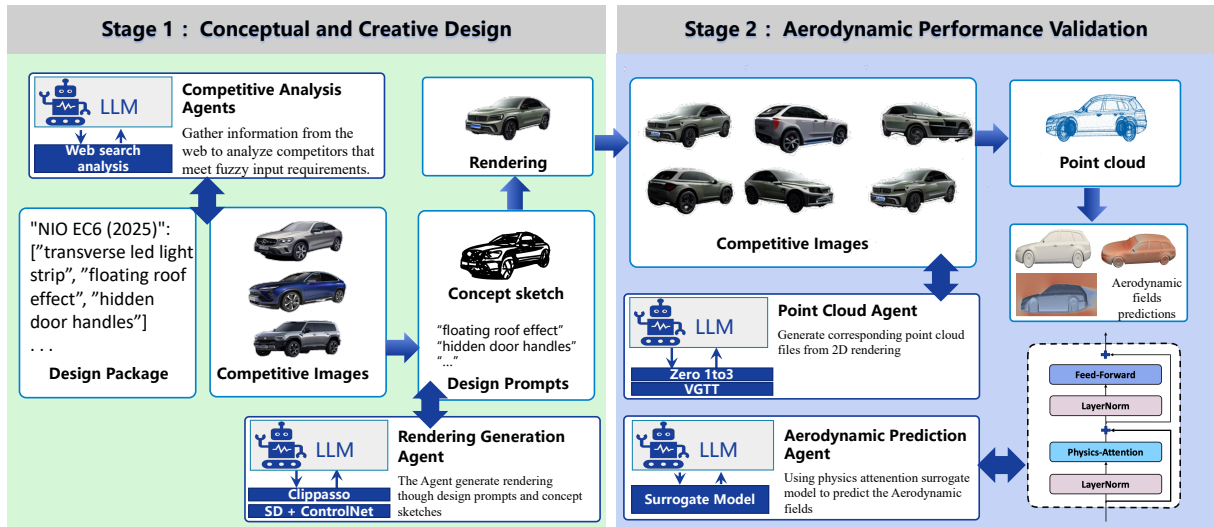 Stage 1： Conceptual and Creative Design
LLM
Web search
analysis
Competitive Analysis
Agents
Gather information from the
web to analyze competitors that
meet fuzzy input requirements.
Rendering
"NIO EC6 (2025)":
["transverse led light
strip", "floating roof
effect", "hidden
door handles"]
. . .
Design Package
Competitive Images
Concept sketch
"floating roof effect"
"hidden door handles"
"..."
Design Prompts
LLM
Clippasso
SD + ControlNet
Rendering Generation
Agent
The Agent generate rendering
though design prompts and concept
sketches
Stage 2： Aerodynamic Performance Validation
Competitive Images
Point cloud
Aerodynamic
fields
predictions
LLM
Zero 1to3
VGTT
Point Cloud Agent
Generate corresponding point cloud
files from 2D rendering
LLM
Surrogate Model
Aerodynamic Prediction
Agent
Using physics attenention surrogate
model to predict the Aerodynamic
fields
Feed-Forward
LayerNorm
Physics-Attention
LayerNorm